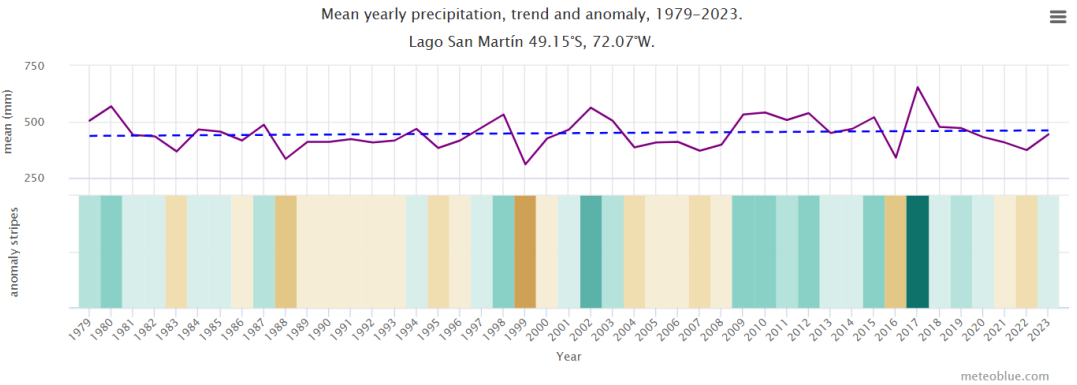 Mean yearly precipitation, trend and anomaly, 1979–2023.
Lago San Martín 49.15°S, 72.07°W.
750
500
250
mean (mm)
anomaly stripes
1979 1980 1981 1982 1983 1984 1985 1986 1987 1988 1989 1990 1991 1992 1993 1994 1995 1996 1997 1998 1999 2000 2001 2002 2003 2004 2005 2006 2007 2008 2009 2010 2011 2012 2013 2014 2015 2016 2017 2018 2019 2020 2021 2022 2023
Year
meteoblue.com